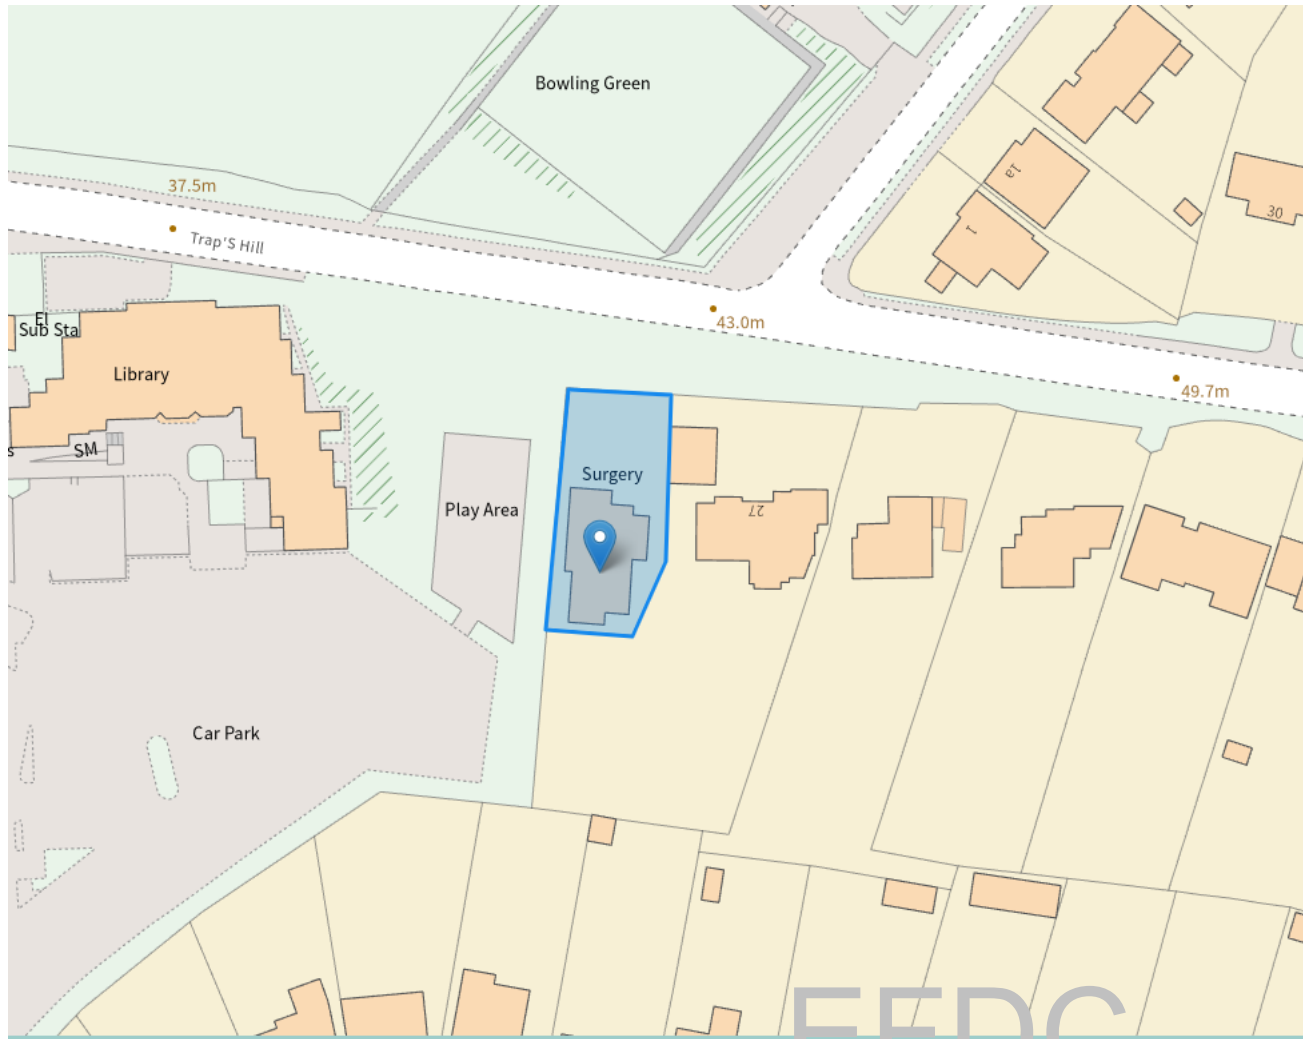 Bowling Green
37.5m
Trap'S Hill
1a
1
30
43.0m
49.7m
El
Sub Sta
Library
SM
s
Surgery
Play Area
27
Car Park
EFDC